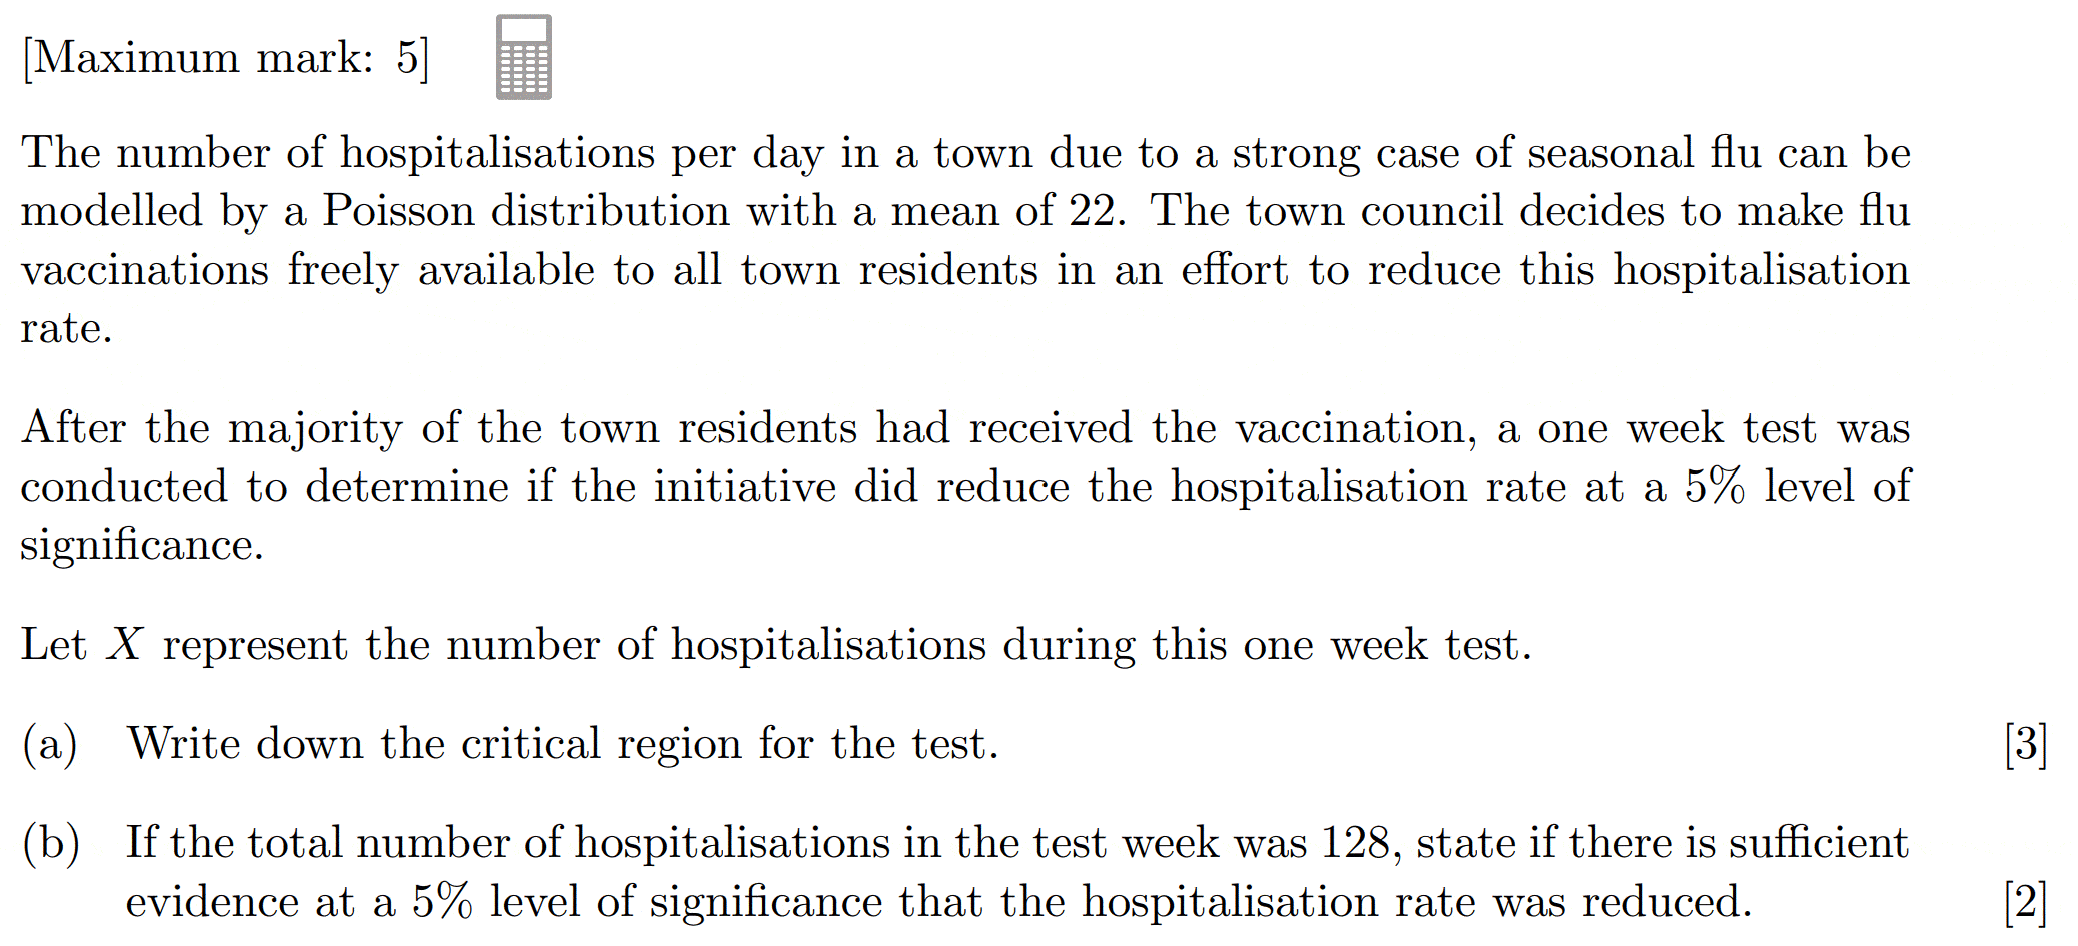 [Maximum mark: 5]
The number of hospitalisations per day in a town due to a strong case of seasonal flu can be
modelled by a Poisson distribution with a mean of 22. The town council decides to make flu
vaccinations freely available to all town residents in an effort to reduce this hospitalisation
rate.
After the majority of the town residents had received the vaccination, a one week test was
conducted to determine if the initiative did reduce the hospitalisation rate at a 5% level of
significance.
Let X represent the number of hospitalisations during this one week test.
(a) Write down the critical region for the test. [3]
(b) If the total number of hospitalisations in the test week was 128, state if there is sufficient
evidence at a 5% level of significance that the hospitalisation rate was reduced. [2]